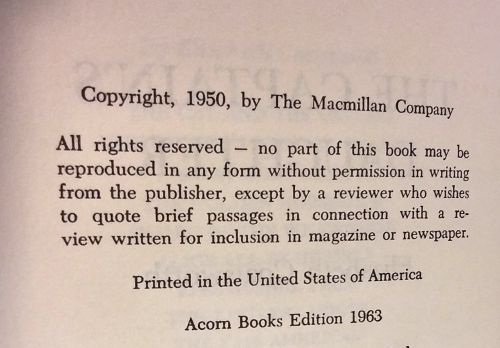 Copyright, 1950, by The Macmillan Company
All rights reserved — no part of this book may be
reproduced in any form without permission in writing
from the publisher, except by a reviewer who wishes
to quote brief passages in connection with a re-
view written for inclusion in magazine or newspaper.
Printed in the United States of America
Acorn Books Edition 1963